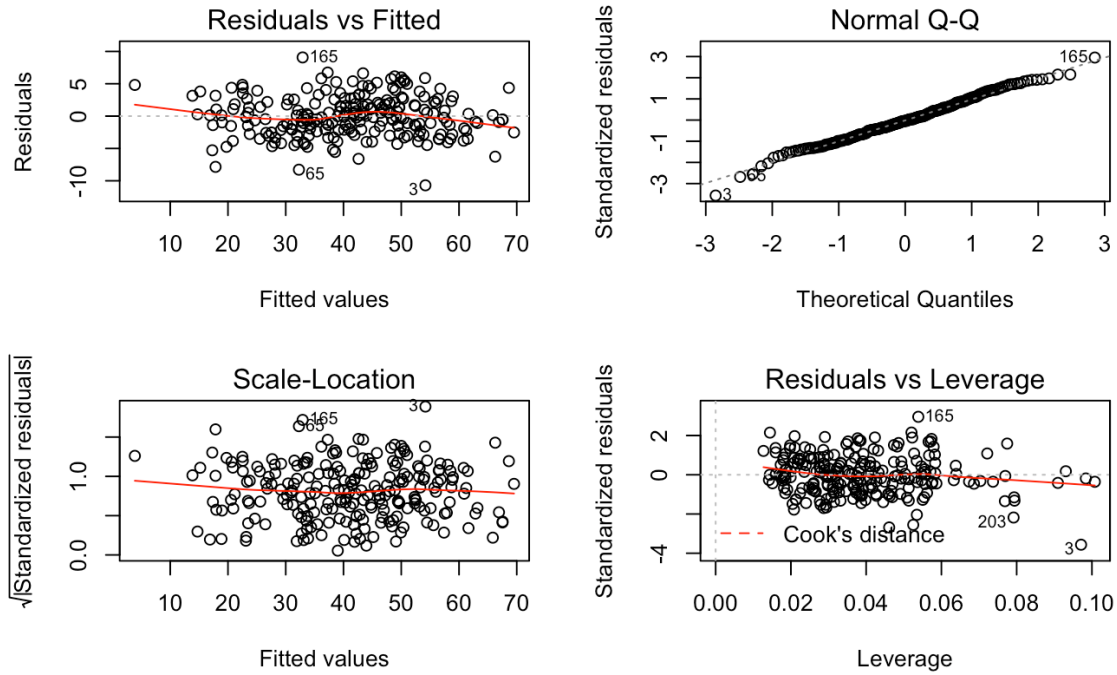 Residuals vs Fitted
Residuals
5
0
-10
165
65
3
10 20 30 40 50 60 70
Fitted values
Normal Q-Q
Standardized residuals
3
1
-1
-3
165
65
3
-3 -2 -1 0 1 2 3
Theoretical Quantiles
Scale-Location
√|Standardized residuals|
1.0
0.0
3
165
65
10 20 30 40 50 60 70
Fitted values
Residuals vs Leverage
Standardized residuals
2
0
-4
165
203
3
Cook's distance
0.00 0.02 0.04 0.06 0.08 0.10
Leverage